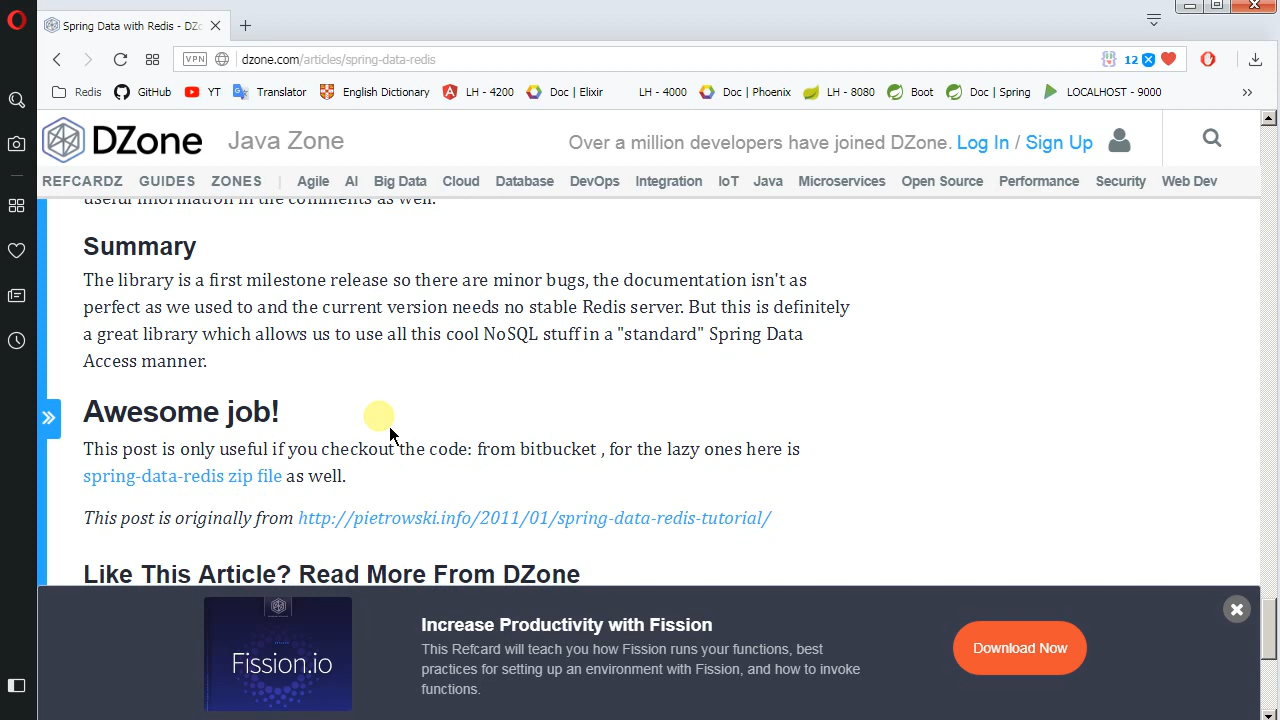 Spring Data with Redis - DZ
VPN
dzone.com/articles/spring-data-redis
12
Redis
GitHub
YT
Translator
English Dictionary
LH - 4200
Doc | Elixir
LH - 4000
Doc | Phoenix
LH - 8080
Boot
Doc | Spring
LOCALHOST - 9000
DZone
Java Zone
Over a million developers have joined DZone. Log In / Sign Up
REFCARDZ GUIDES ZONES | Agile AI Big Data Cloud Database DevOps Integration IoT Java Microservices Open Source Performance Security Web Dev
useful information in the comments as well.
Summary
The library is a first milestone release so there are minor bugs, the documentation isn't as
perfect as we used to and the current version needs no stable Redis server. But this is definitely
a great library which allows us to use all this cool NoSQL stuff in a "standard" Spring Data
Access manner.
Awesome job!
This post is only useful if you checkout the code: from bitbucket , for the lazy ones here is
spring-data-redis zip file as well.
This post is originally from http://pietrowski.info/2011/01/spring-data-redis-tutorial/
Like This Article? Read More From DZone
Fission.io
Increase Productivity with Fission
This Refcard will teach you how Fission runs your functions, best
practices for setting up an environment with Fission, and how to invoke
functions.
Download Now